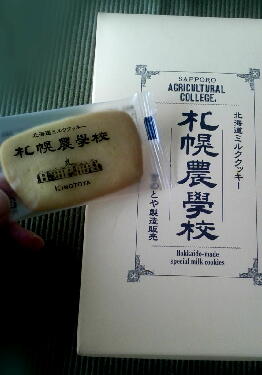 SAPPORO
AGRICULTURAL
COLLEGE
北海道ミルククッキー
札幌農學校
とや製造販売
Hokkaido-made
special milk cookies
北海道ミルククッキー
札幌農學校
KINOTOYA